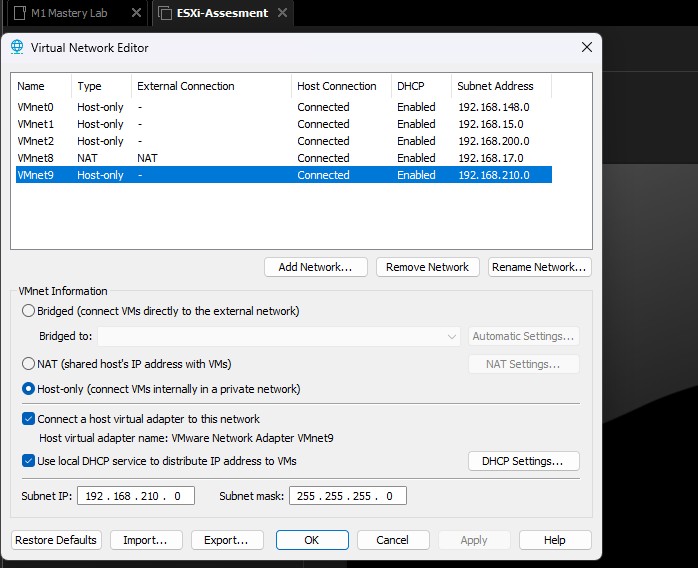 M1 Mastery Lab
ESXi-Assesment
Virtual Network Editor
Name Type External Connection Host Connection DHCP Subnet Address
VMnet0 Host-only - Connected Enabled 192.168.148.0
VMnet1 Host-only - Connected Enabled 192.168.15.0
VMnet2 Host-only - Connected Enabled 192.168.200.0
VMnet8 NAT NAT Connected Enabled 192.168.17.0
VMnet9 Host-only - Connected Enabled 192.168.210.0
Add Network... Remove Network Rename Network...
VMnet Information
Bridged (connect VMs directly to the external network)
Bridged to: Automatic Settings...
NAT (shared host's IP address with VMs) NAT Settings...
Host-only (connect VMs internally in a private network)
Connect a host virtual adapter to this network
Host virtual adapter name: VMware Network Adapter VMnet9
Use local DHCP service to distribute IP address to VMs DHCP Settings...
Subnet IP: 192 . 168 . 210 . 0 Subnet mask: 255 . 255 . 255 . 0
Restore Defaults Import... Export... OK Cancel Apply Help